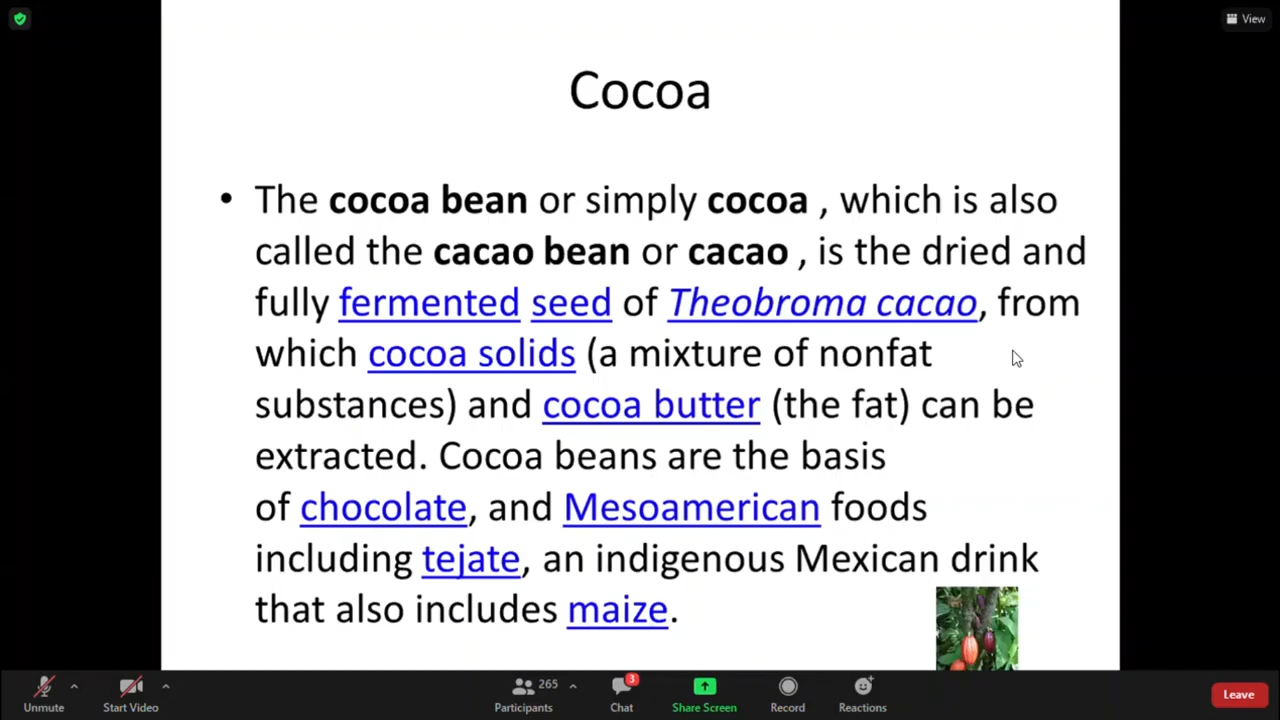 View
Cocoa
• The cocoa bean or simply cocoa , which is also
called the cacao bean or cacao , is the dried and
fully fermented seed of Theobroma cacao, from
which cocoa solids (a mixture of nonfat
substances) and cocoa butter (the fat) can be
extracted. Cocoa beans are the basis
of chocolate, and Mesoamerican foods
including tejate, an indigenous Mexican drink
that also includes maize.
Unmute
Start Video
265
Participants
3
Chat
Share Screen
Record
Reactions
Leave